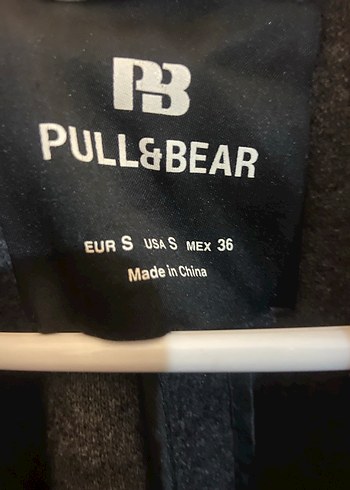 PB
PULL&BEAR
EUR S USA S MEX 36
Made in China